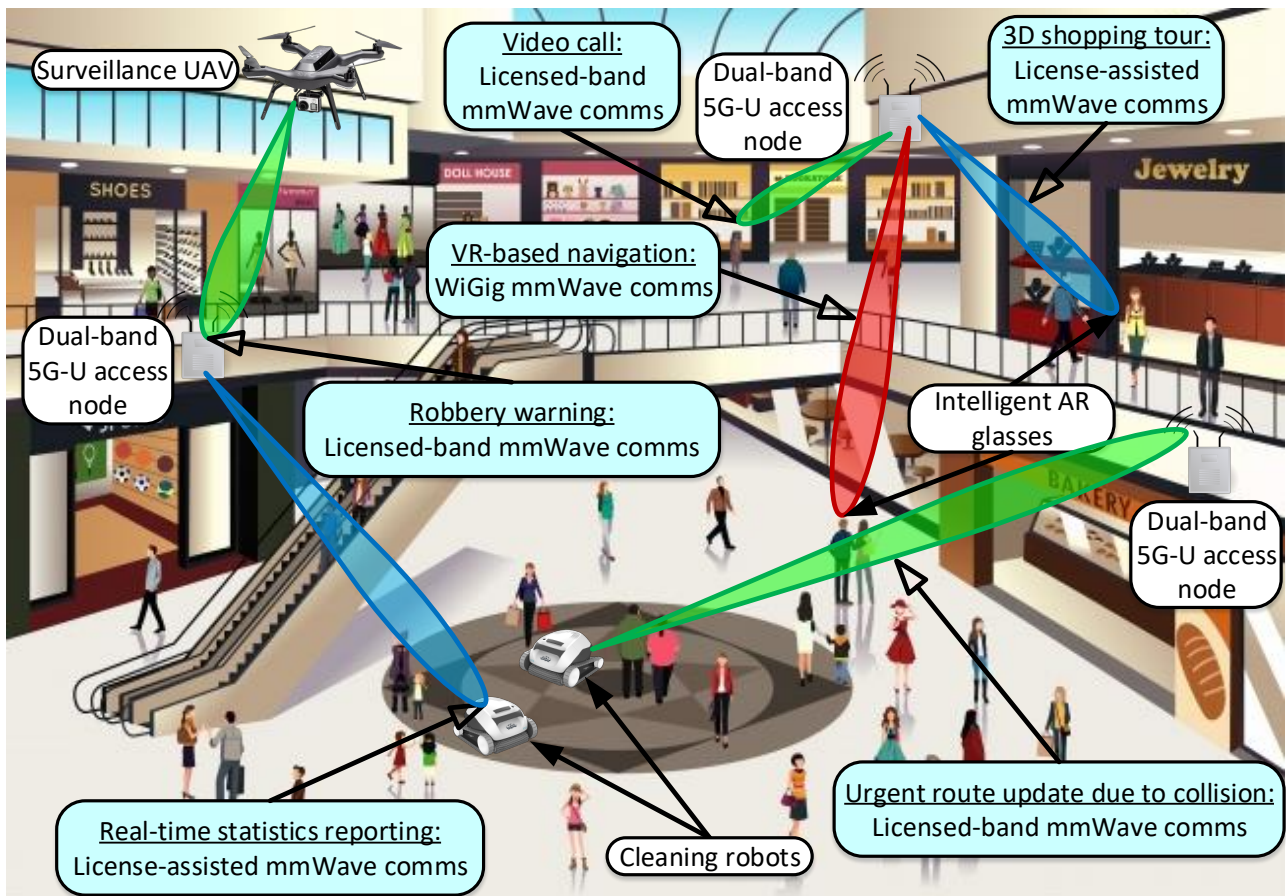 Surveillance UAV
Video call:
Licensed-band
mmWave comms
Dual-band
5G-U access
node
3D shopping tour:
License-assisted
mmWave comms
SHOES
DOLL HOUSE
Jewelry
VR-based navigation:
WiGig mmWave comms
Dual-band
5G-U access
node
Robbery warning:
Licensed-band mmWave comms
Intelligent AR
glasses
BAKERY
Dual-band
5G-U access
node
Urgent route update due to collision:
Licensed-band mmWave comms
Real-time statistics reporting:
License-assisted mmWave comms
Cleaning robots